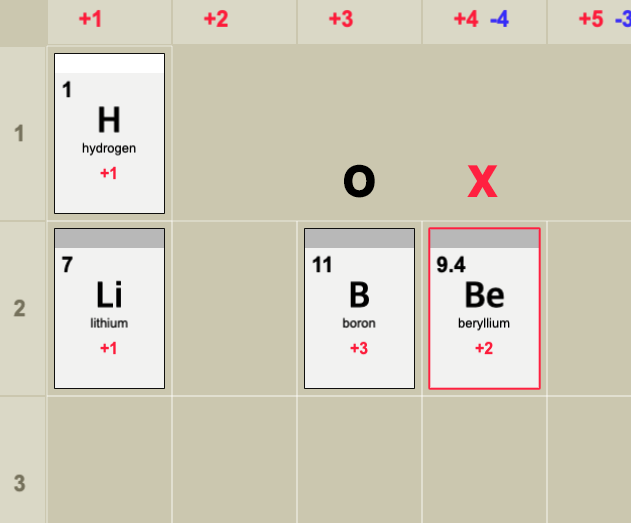 +1 +2 +3 +4 -4 +5 -3
1
1
H
hydrogen
+1
O X
2
7
Li
lithium
+1
11
B
boron
+3
9.4
Be
beryllium
+2
3